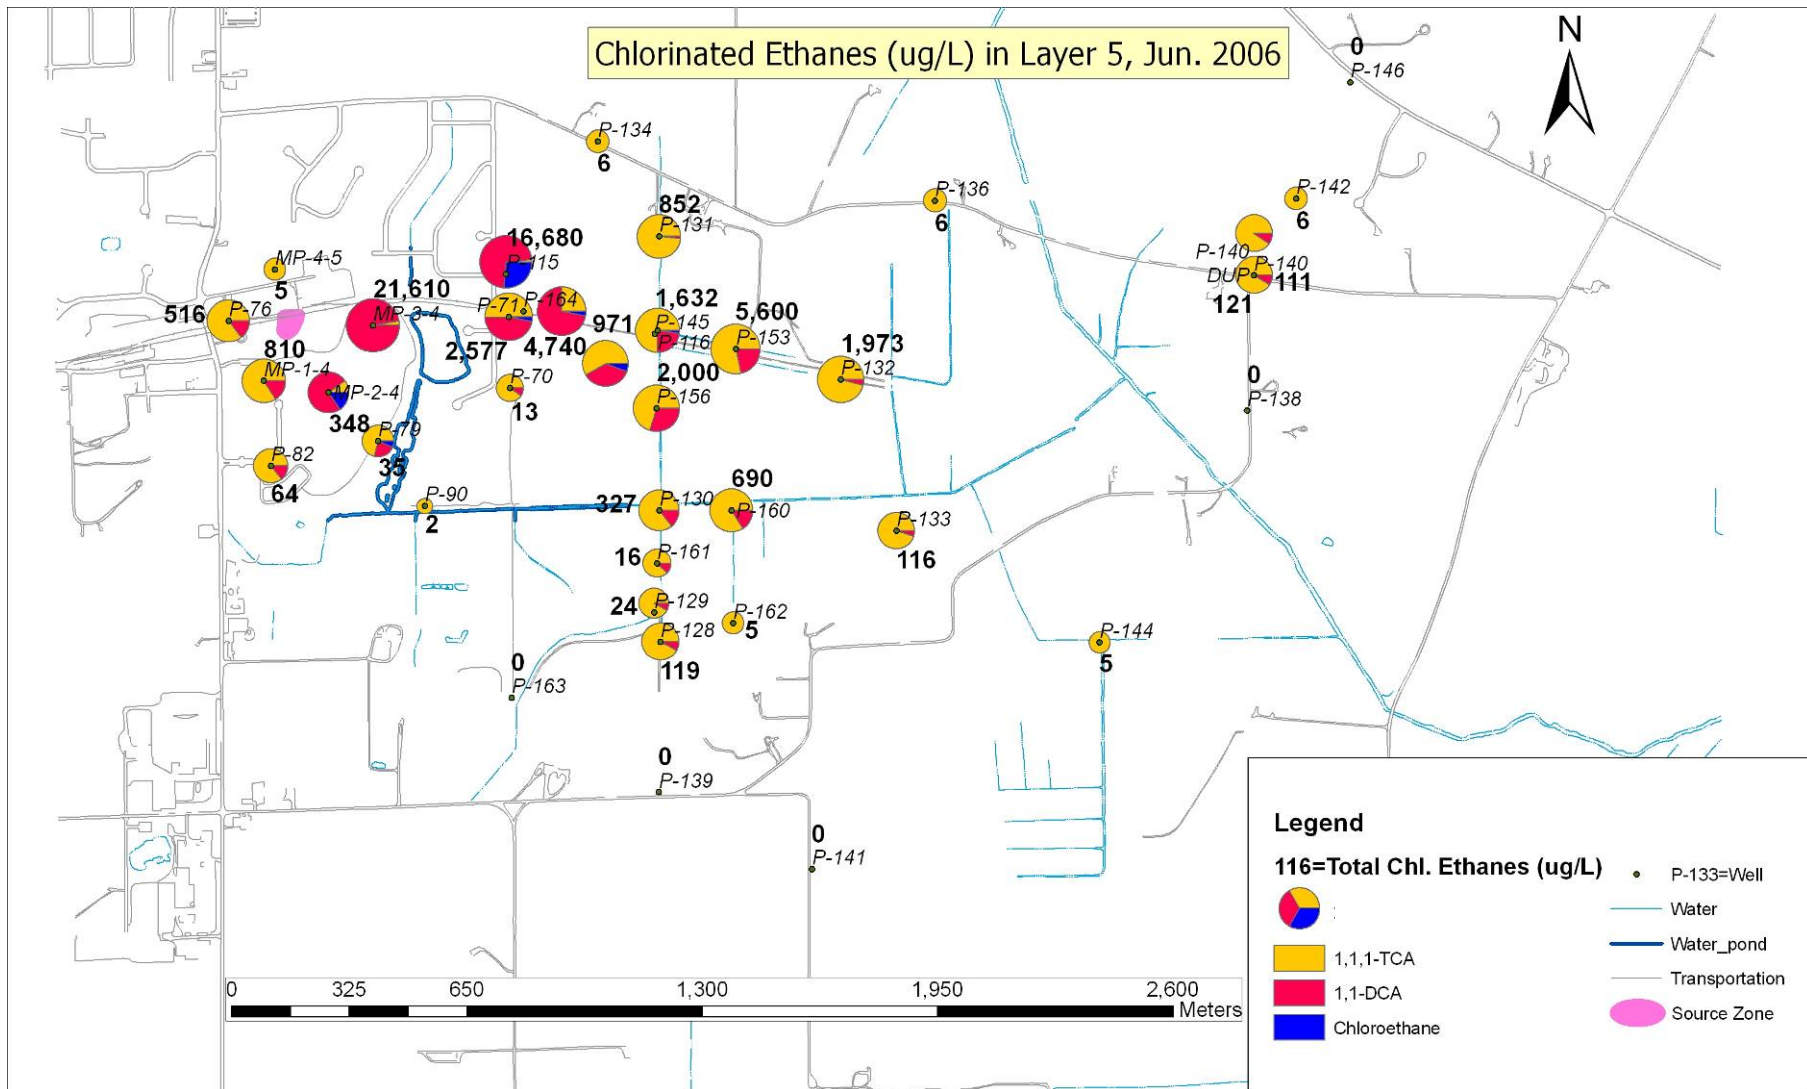 Chlorinated Ethanes (ug/L) in Layer 5, Jun. 2006
N
0
P-146
P-134
6
P-136
6
P-142
6
852
P-131
16,680
P-115
P-140
P-140
DUP
111
121
MP-4-5
5
21,610
MP-3-4
516
P-76
P-71
P-164
2,577
4,740
971
1,632
P-145
P-116
5,600
P-153
1,973
P-132
810
MP-1-4
MP-2-4
348
P-70
13
2,000
P-156
0
P-138
P-79
35
P-82
64
P-90
2
327
P-130
690
P-160
P-133
116
16
P-161
24
P-129
P-162
5
P-128
119
P-144
5
0
P-163
0
P-139
0
P-141
Legend
116=Total Chl. Ethanes (ug/L)
:
1,1,1-TCA
1,1-DCA
Chloroethane
P-133=Well
Water
Water_pond
Transportation
Source Zone
0 325 650 1,300 1,950 2,600
Meters